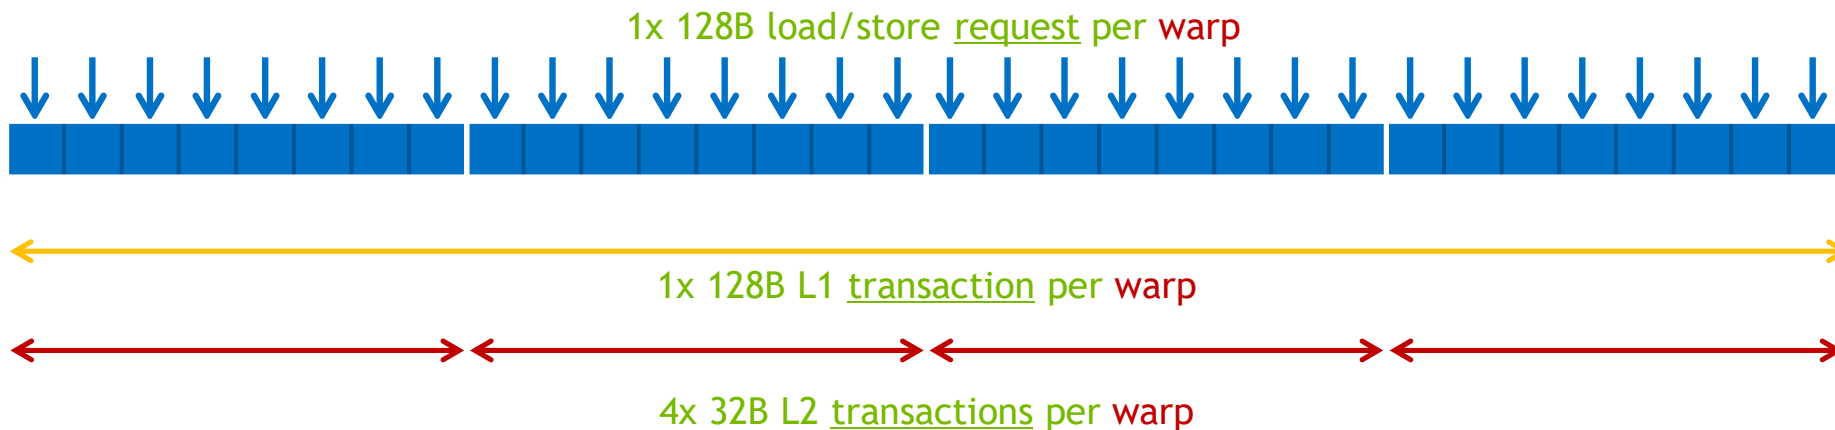 1x 128B load/store request per warp
1x 128B L1 transaction per warp
4x 32B L2 transactions per warp